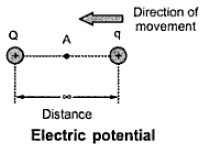 Direction of
movement
Q
A
q
∞
Distance
Electric potential